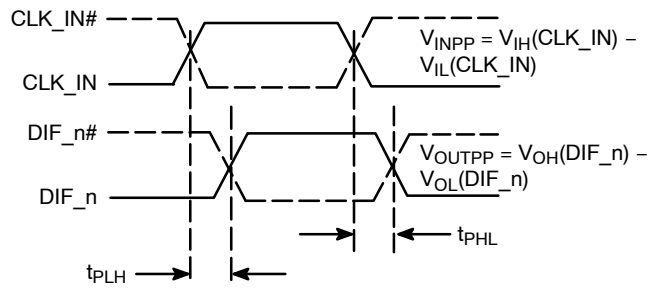 CLK_IN#
CLK_IN
V_INPP = V_IH(CLK_IN) –
V_IL(CLK_IN)
DIF_n#
DIF_n
V_OUTPP = V_OH(DIF_n) –
V_OL(DIF_n)
t_PHL
t_PLH